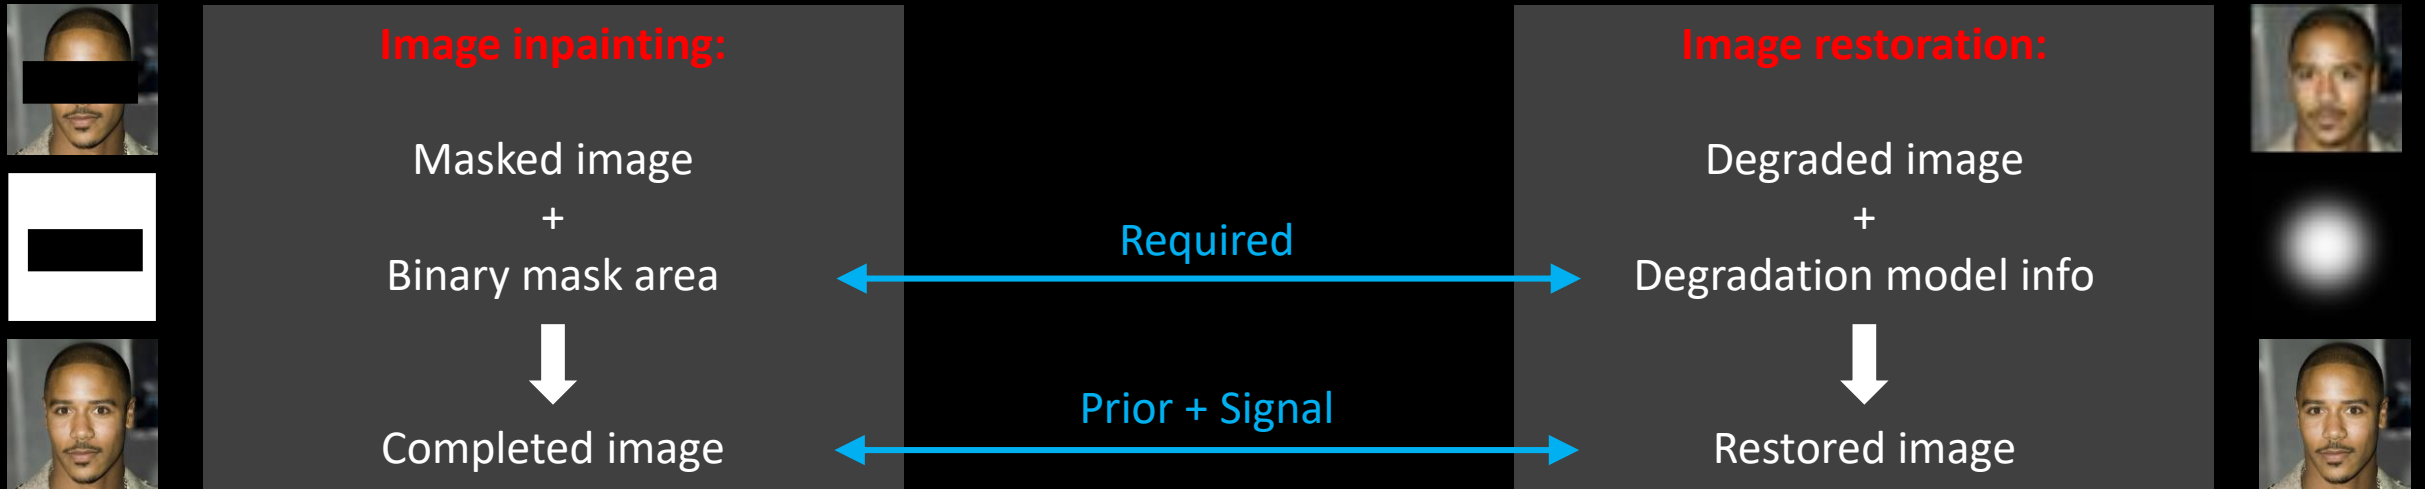 Image inpainting:
Masked image
+
Binary mask area
Completed image
Required
Prior + Signal
Image restoration:
Degraded image
+
Degradation model info
Restored image